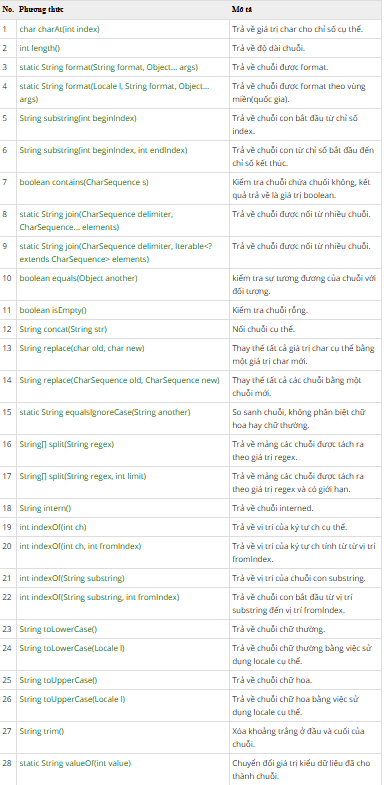 No. Phương thức Mô tả
1 char charAt(int index) Trả về giá trị char cho chỉ số cụ thể.
2 int length() Trả về độ dài chuỗi.
3 static String format(String format, Object... args) Trả về chuỗi được format.
4 static String format(Locale l, String format, Object... Trả về chuỗi được format theo vùng
args) miền(quốc gia).
5 String substring(int beginIndex) Trả về chuỗi con bắt đầu từ chỉ số
index.
6 String substring(int beginIndex, int endIndex) Trả về chuỗi con từ chỉ số bắt đầu đến
chỉ số kết thúc.
7 boolean contains(CharSequence s) Kiểm tra chuỗi chứa chuỗi không, kết
quả trả về là giá trị boolean.
8 static String join(CharSequence delimiter, Trả về chuỗi được nối từ nhiều chuỗi.
CharSequence... elements)
9 static String join(CharSequence delimiter, Iterable<? Trả về chuỗi được nối từ nhiều chuỗi.
extends CharSequence> elements)
10 boolean equals(Object another) kiểm tra sự tương đương của chuỗi với
đối tượng.
11 boolean isEmpty() Kiểm tra chuỗi rỗng.
12 String concat(String str) Nối chuỗi cụ thể.
13 String replace(char old, char new) Thay thế tất cả giá trị char cụ thể bằng
một giá trị char mới.
14 String replace(CharSequence old, CharSequence new) Thay thế tất cả các chuỗi bằng một
chuỗi mới.
15 static String equalsIgnoreCase(String another) So sanh chuỗi, không phân biệt chữ
hoa hay chữ thường.
16 String[] split(String regex) Trả về mảng các chuỗi được tách ra
theo giá trị regex.
17 String[] split(String regex, int limit) Trả về mảng các chuỗi được tách ra
theo giá trị regex và có giới hạn.
18 String intern() Trả về chuỗi interned.
19 int indexOf(int ch) Trả về vị trí của ký tự ch cụ thể.
20 int indexOf(int ch, int fromIndex) Trả về vị trí của ký tự ch tính từ từ vị trí
fromIndex.
21 int indexOf(String substring) Trả về vị trí của chuỗi con substring.
22 int indexOf(String substring, int fromIndex) Trả về chuỗi con bắt đầu từ vị trí
substring đến vị trí fromIndex.
23 String toLowerCase() Trả về chuỗi chữ thường.
24 String toLowerCase(Locale l) Trả về chuỗi chữ thường bằng việc sử
dụng locale cụ thể.
25 String toUpperCase() Trả về chuỗi chữ hoa.
26 String toUpperCase(Locale l) Trả về chuỗi chữ hoa bằng việc sử
dụng locale cụ thể.
27 String trim() Xóa khoảng trắng ở đầu và cuối của
chuỗi.
28 static String valueOf(int value) Chuyển đổi giá trị kiểu dữ liệu đã cho
thành chuỗi.